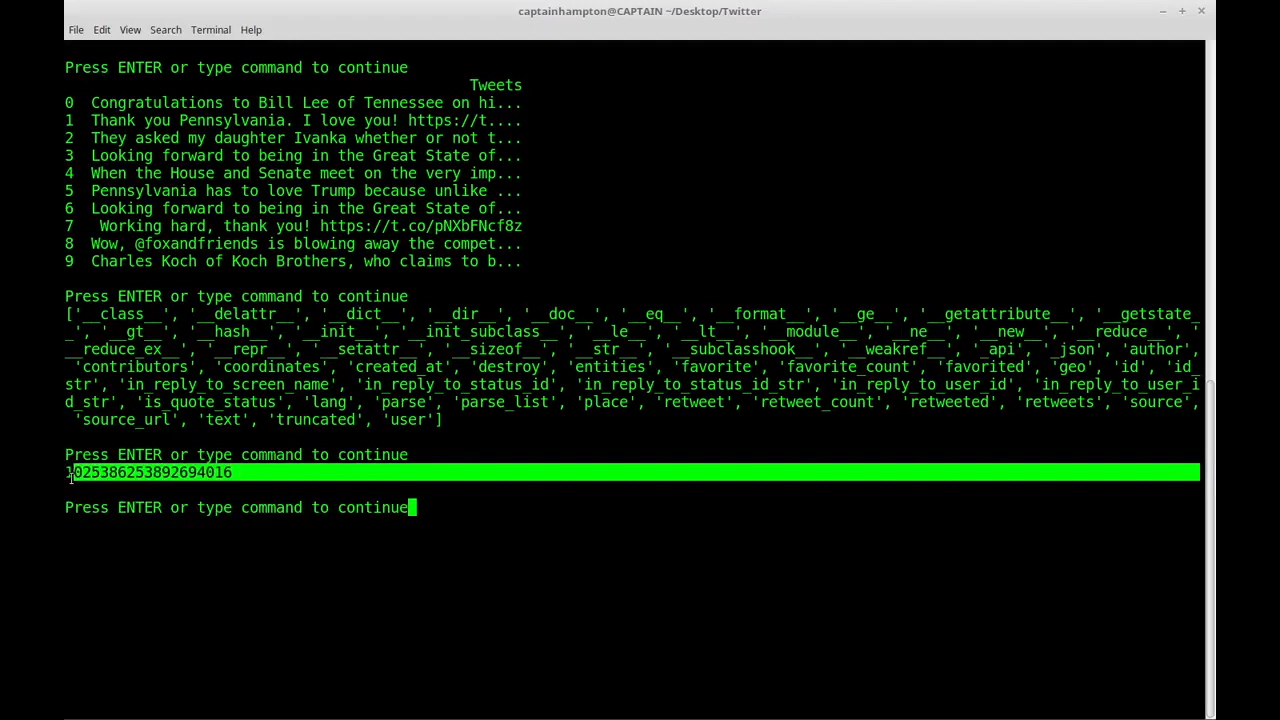 captainhampton@CAPTAIN ~/Desktop/Twitter
File Edit View Search Terminal Help
Press ENTER or type command to continue
Tweets
0 Congratulations to Bill Lee of Tennessee on hi...
1 Thank you Pennsylvania. I love you! https://t....
2 They asked my daughter Ivanka whether or not t...
3 Looking forward to being in the Great State of...
4 When the House and Senate meet on the very imp...
5 Pennsylvania has to love Trump because unlike ...
6 Looking forward to being in the Great State of...
7 Working hard, thank you! https://t.co/pNXbFNcf8z
8 Wow, @foxandfriends is blowing away the compet...
9 Charles Koch of Koch Brothers, who claims to b...
Press ENTER or type command to continue
['__class__', '__delattr__', '__dict__', '__dir__', '__doc__', '__eq__', '__format__', '__ge__', '__getattribute__', '__getstate_
_', '__gt__', '__hash__', '__init__', '__init_subclass__', '__le__', '__lt__', '__module__', '__ne__', '__new__', '__reduce__', '
__reduce_ex__', '__repr__', '__setattr__', '__sizeof__', '__str__', '__subclasshook__', '__weakref__', '_api', '_json', 'author',
'contributors', 'coordinates', 'created_at', 'destroy', 'entities', 'favorite', 'favorite_count', 'favorited', 'geo', 'id', 'id_
str', 'in_reply_to_screen_name', 'in_reply_to_status_id', 'in_reply_to_status_id_str', 'in_reply_to_user_id', 'in_reply_to_user_i
d_str', 'is_quote_status', 'lang', 'parse', 'parse_list', 'place', 'retweet', 'retweet_count', 'retweeted', 'retweets', 'source',
'source_url', 'text', 'truncated', 'user']
Press ENTER or type command to continue
1025386253892694016
Press ENTER or type command to continue